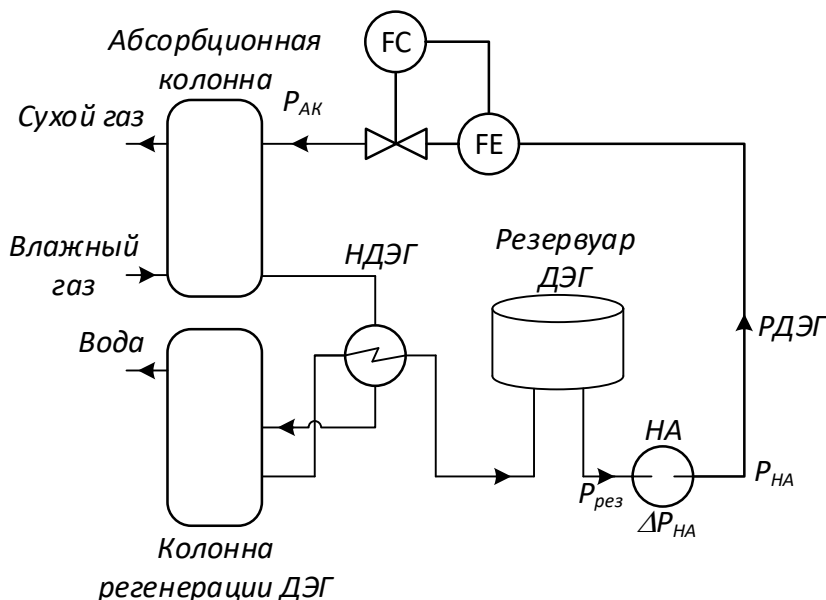 Абсорбционная
колонна
FC
Сухой газ
P_АК
FE
Влажный
газ
НДЭГ
Резервуар
ДЭГ
Вода
РДЭГ
НА
P_рез
P_НА
ΔP_НА
Колонна
регенерации ДЭГ